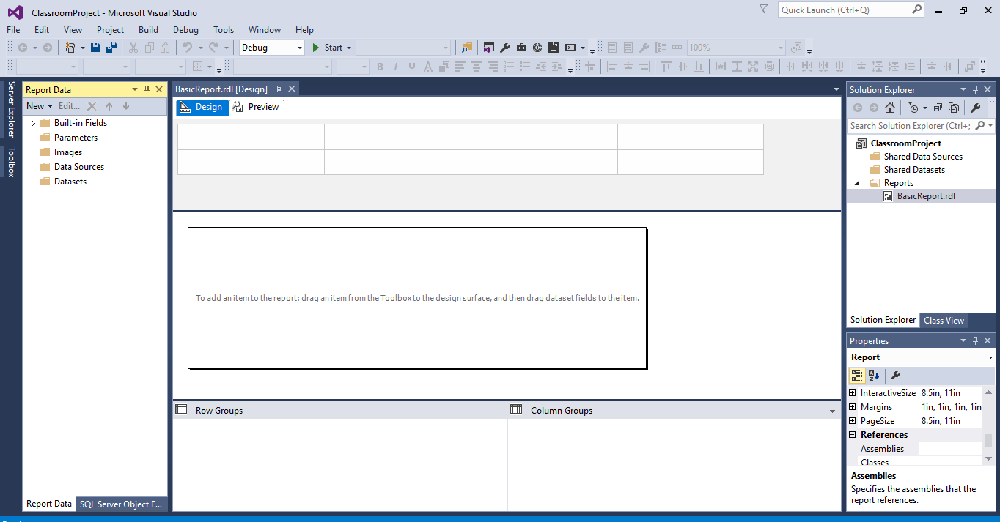 ClassroomProject - Microsoft Visual Studio
Quick Launch (Ctrl+Q)
File Edit View Project Build Debug Tools Window Help
Debug Start 100%
Server Explorer
Toolbox
Report Data
New Edit...
Built-in Fields
Parameters
Images
Data Sources
Datasets
Report Data SQL Server Object E...
BasicReport.rdl [Design]
Design Preview
To add an item to the report: drag an item from the Toolbox to the design surface, and then drag dataset fields to the item.
Row Groups Column Groups
Solution Explorer
Search Solution Explorer (Ctrl+;
ClassroomProject
Shared Data Sources
Shared Datasets
Reports
BasicReport.rdl
Solution Explorer Class View
Properties
Report
InteractiveSize 8.5in, 11in
Margins 1in, 1in, 1in, 1in
PageSize 8.5in, 11in
References
Assemblies
Classes
Assemblies
Specifies the assemblies that the
report references.